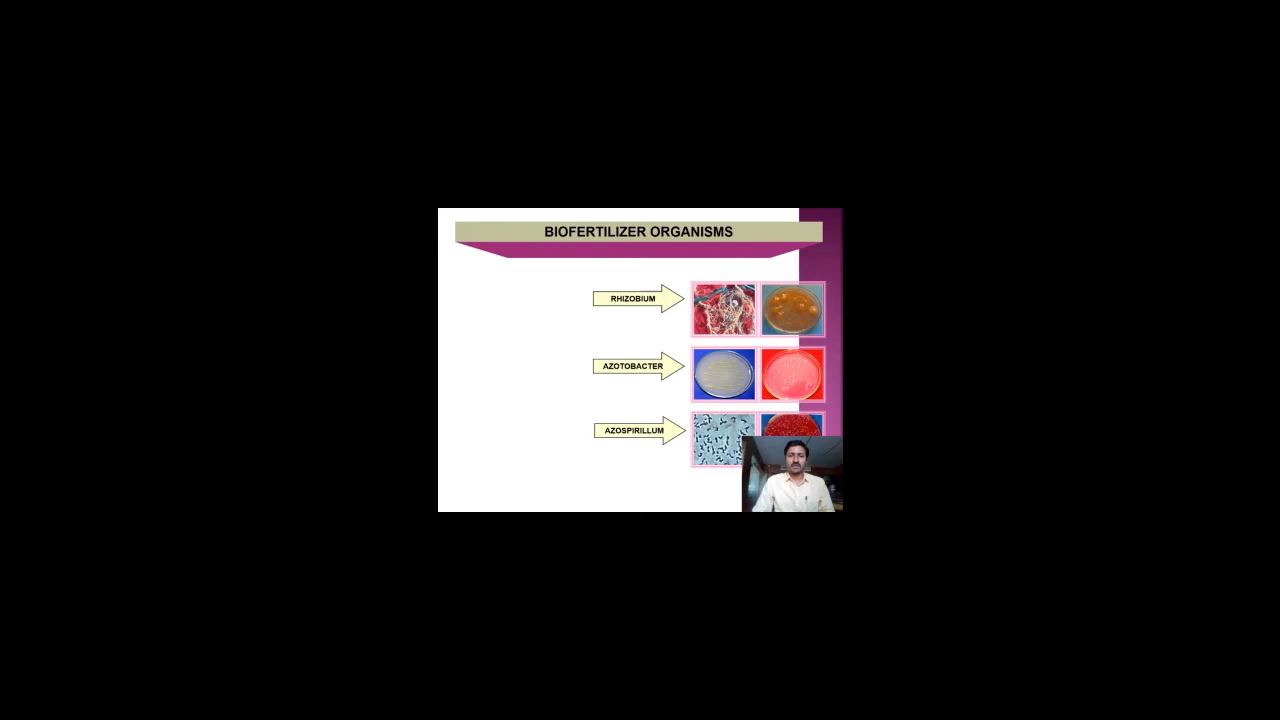 BIOFERTILIZER ORGANISMS
RHIZOBIUM
AZOTOBACTER
AZOSPIRILLUM